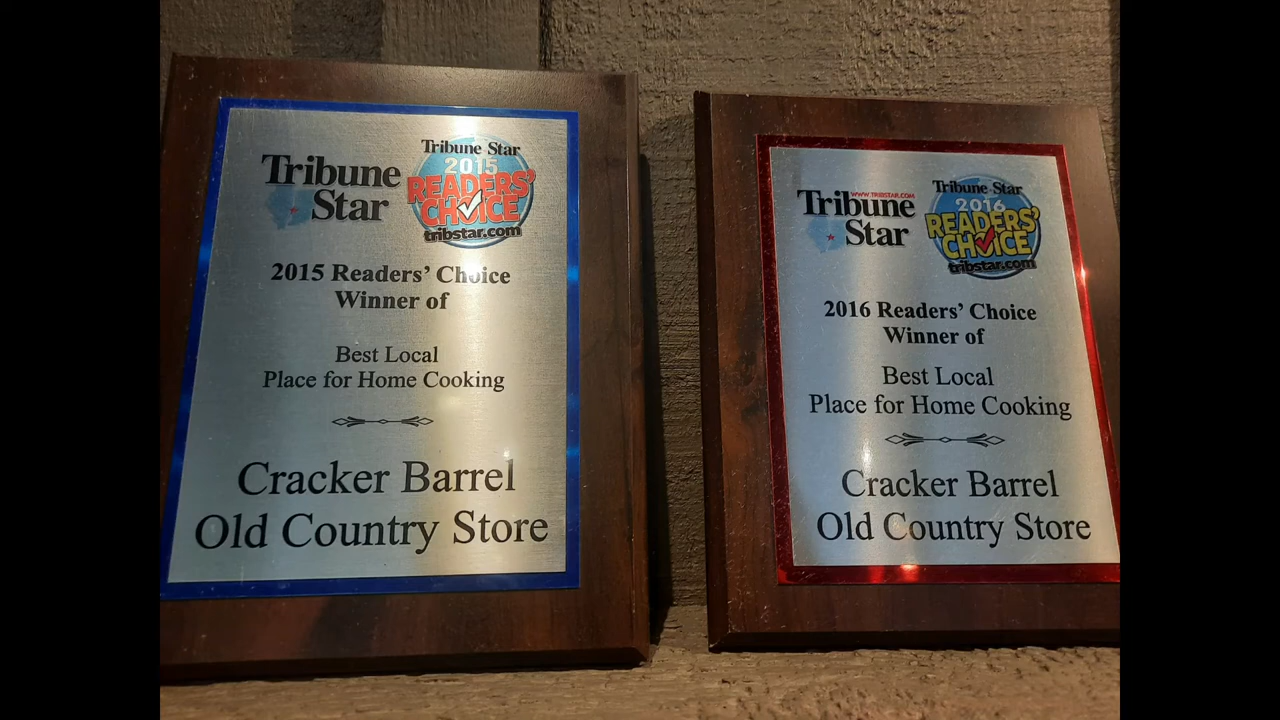 Tribune
Star
Tribune Star
2015
READERS'
CHOICE
tribstar.com
2015 Readers' Choice
Winner of
Best Local
Place for Home Cooking
Cracker Barrel
Old Country Store
WWW.TRIBSTAR.COM
Tribune
Star
Tribune-Star
2016
READERS'
CHOICE
tribstar.com
2016 Readers' Choice
Winner of
Best Local
Place for Home Cooking
Cracker Barrel
Old Country Store